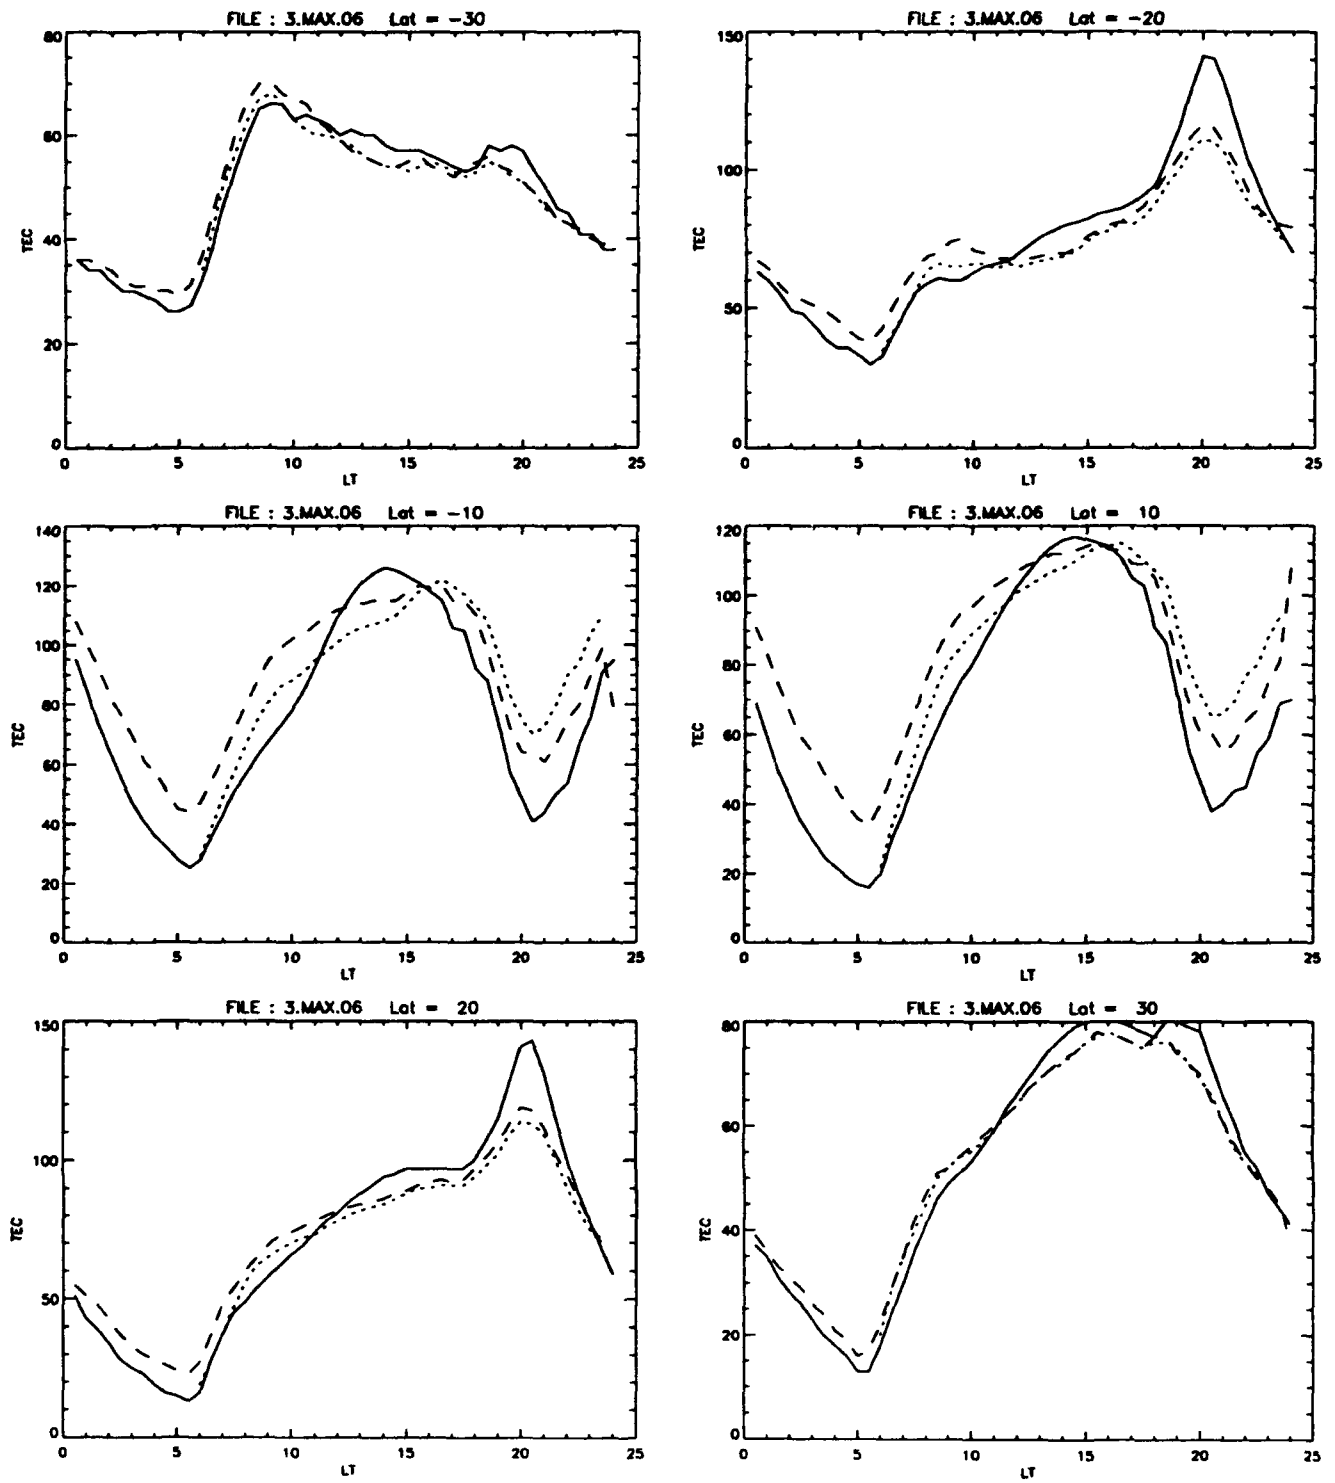 FILE : 3.MAX.06 Lat = -30
80
60
40
20
0
TEC
0 5 10 15 20 25
LT
FILE : 3.MAX.06 Lat = -20
150
100
50
0
TEC
0 5 10 15 20 25
LT
FILE : 3.MAX.06 Lat = -10
140
120
100
80
60
40
20
0
TEC
0 5 10 15 20 25
LT
FILE : 3.MAX.06 Lat = 10
120
100
80
60
40
20
0
TEC
0 5 10 15 20 25
LT
FILE : 3.MAX.06 Lat = 20
150
100
50
0
TEC
0 5 10 15 20 25
LT
FILE : 3.MAX.06 Lat = 30
80
60
40
20
0
TEC
0 5 10 15 20 25
LT